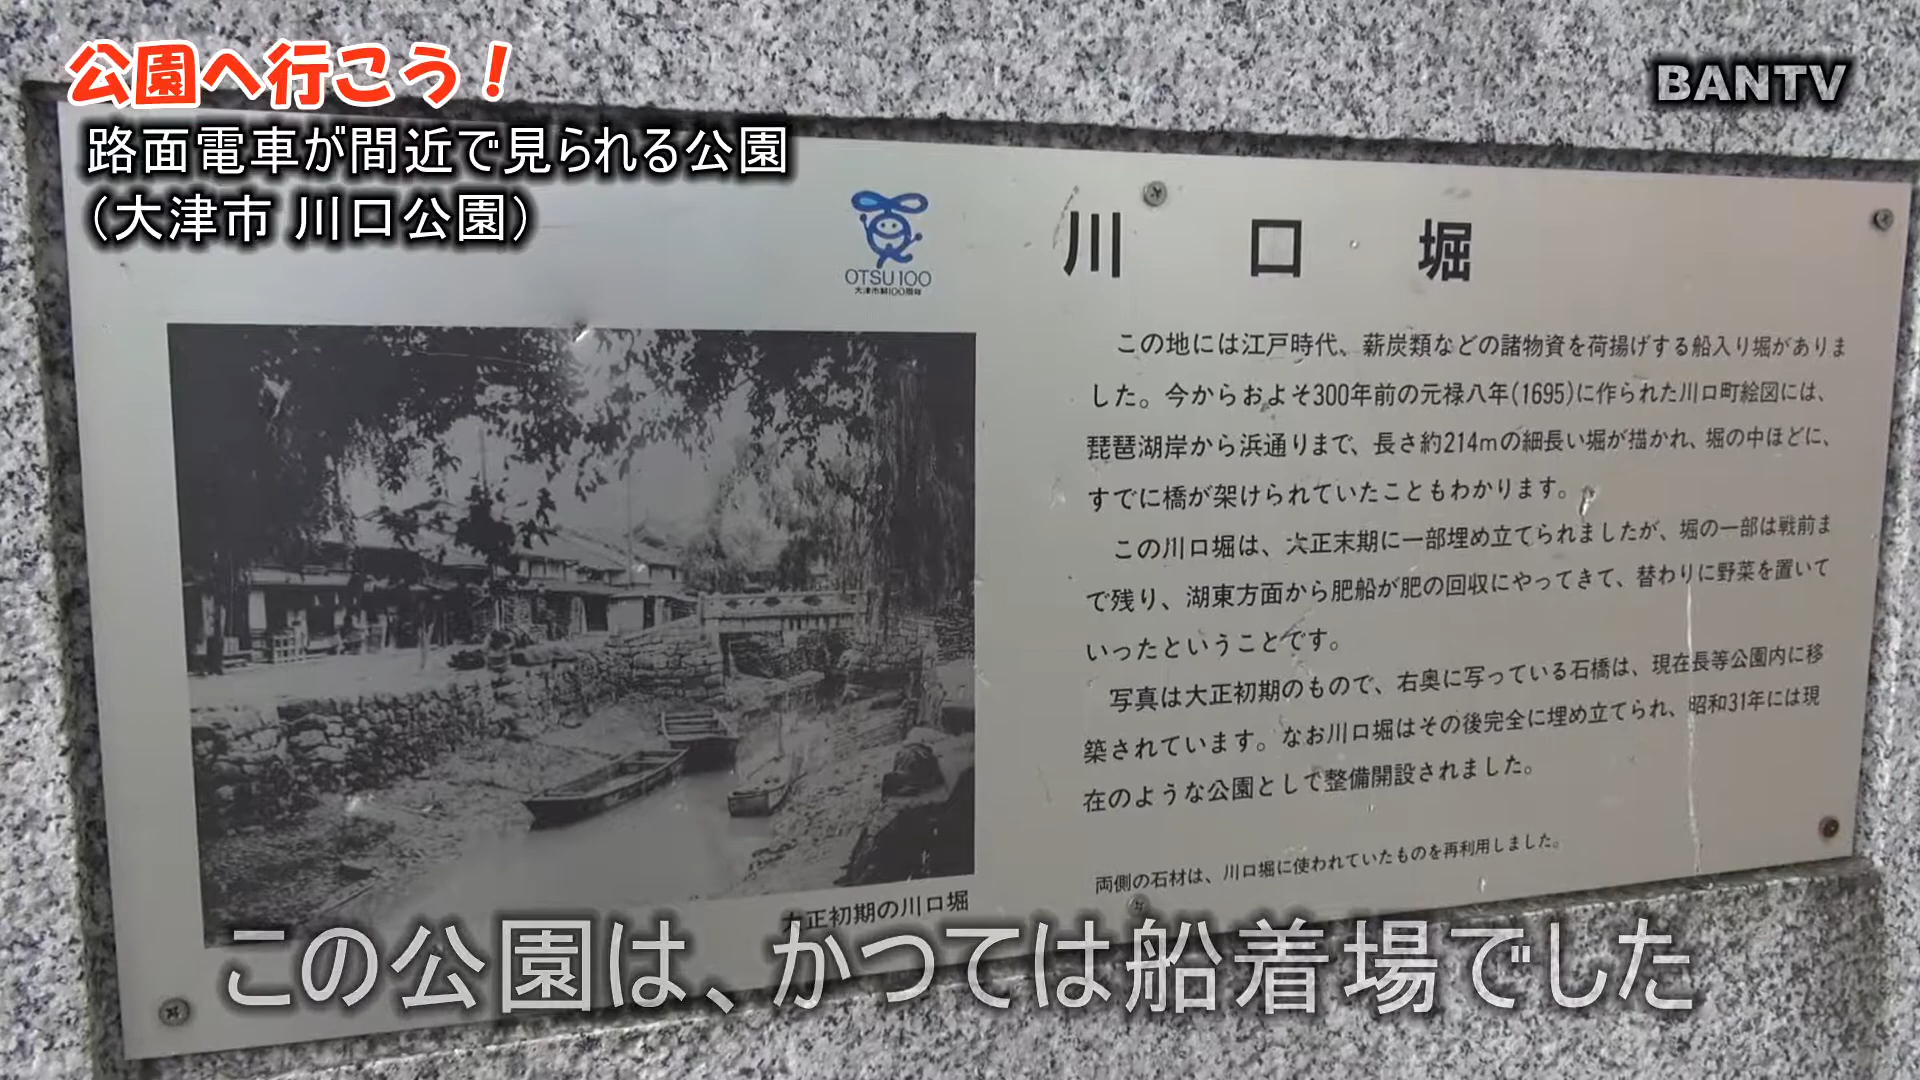 公園へ行こう！
BANTV
路面電車が間近で見られる公園
（大津市 川口公園）
OTSU 100
大津市制100周年
川口堀
この地には江戸時代、薪炭類などの諸物資を荷揚げする船入り堀がありま
した。今からおよそ300年前の元禄八年(1695)に作られた川口町絵図には、
琵琶湖岸から浜通りまで、長さ約214mの細長い堀が描かれ、堀の中ほどに、
すでに橋が架けられていたこともわかります。
この川口堀は、大正末期に一部埋め立てられましたが、堀の一部は戦前ま
で残り、湖東方面から肥船が肥の回収にやってきて、替わりに野菜を置いて
いったということです。
写真は大正初期のもので、右奥に写っている石橋は、現在長等公園内に移
築されています。なお川口堀はその後完全に埋め立てられ、昭和31年には現
在のような公園として整備開設されました。
両側の石材は、川口堀に使われていたものを再利用しました。
大正初期の川口堀
この公園は、かつては船着場でした